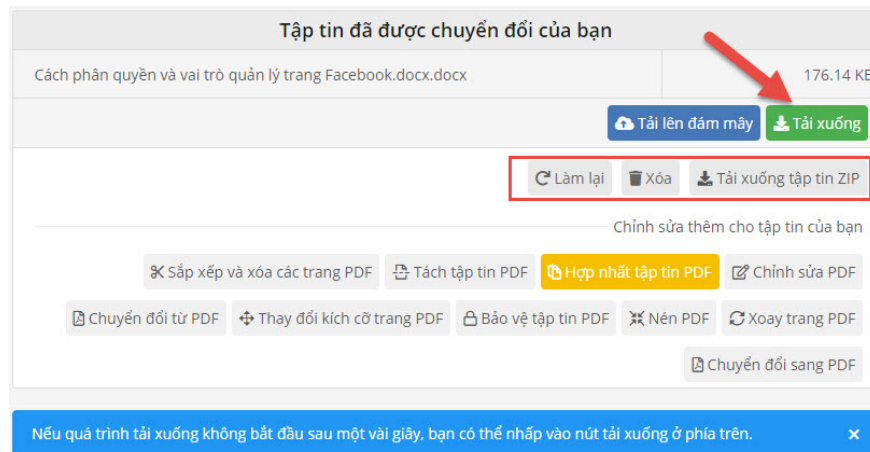 Tập tin đã được chuyển đổi của bạn
Cách phân quyền và vai trò quản lý trang Facebook.docx.docx 176.14 KB
Tải lên đám mây Tải xuống
Làm lại Xóa Tải xuống tập tin ZIP
Chỉnh sửa thêm cho tập tin của bạn
Sắp xếp và xóa các trang PDF Tách tập tin PDF Hợp nhất tập tin PDF Chỉnh sửa PDF
Chuyển đổi từ PDF Thay đổi kích cỡ trang PDF Bảo vệ tập tin PDF Nén PDF Xoay trang PDF
Chuyển đổi sang PDF
Nếu quá trình tải xuống không bắt đầu sau một vài giây, bạn có thể nhấp vào nút tải xuống ở phía trên. ×